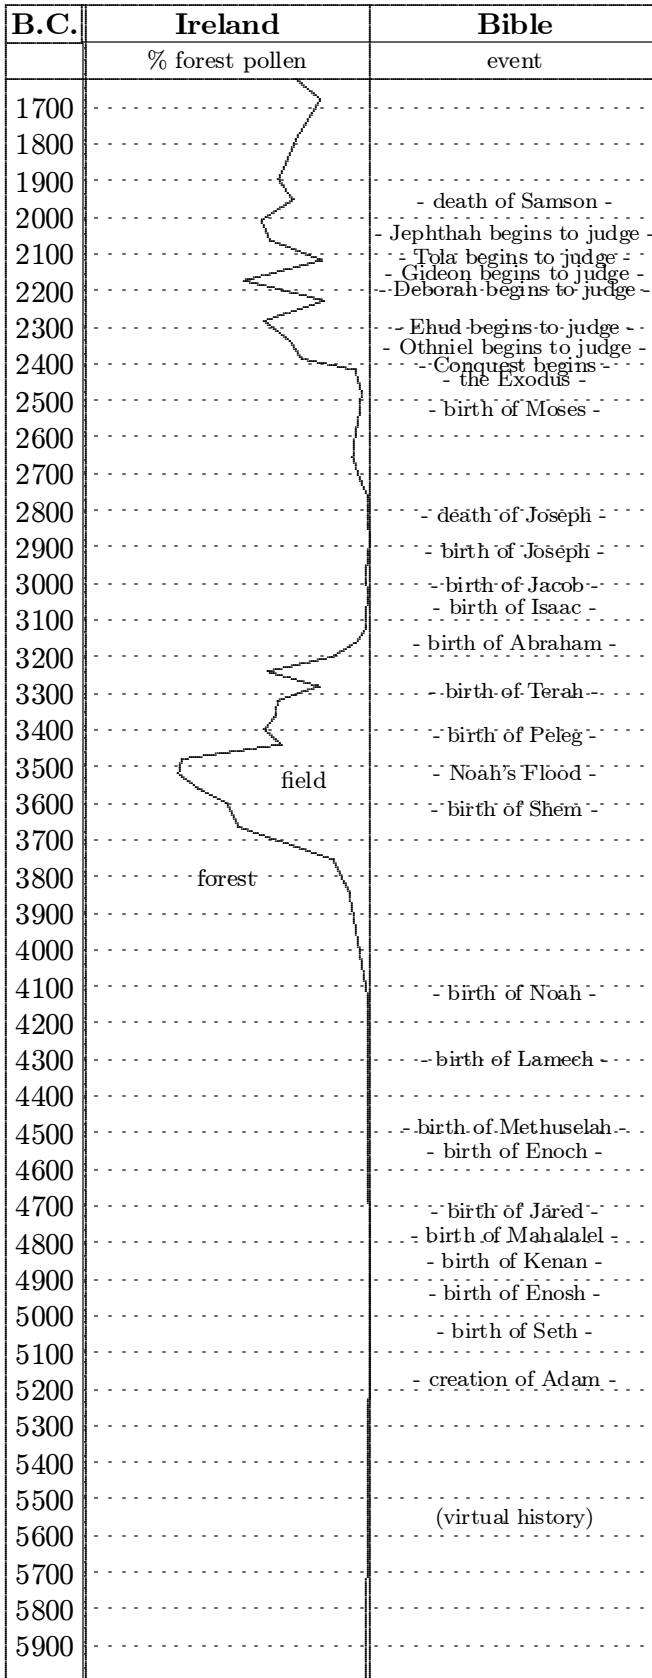 B.C. Ireland Bible
% forest pollen event
1700
1800
1900
- death of Samson -
2000
- Jephthah begins to judge -
2100
- Tola begins to judge -
- Gideon begins to judge -
2200
- Deborah begins to judge -
2300
- Ehud begins to judge -
- Othniel begins to judge -
2400
- Conquest begins -
- the Exodus -
2500
- birth of Moses -
2600
2700
2800
- death of Joseph -
2900
- birth of Joseph -
3000
- birth of Jacob -
- birth of Isaac -
3100
- birth of Abraham -
3200
3300
- birth of Terah -
3400
- birth of Peleg -
3500
- Noah's Flood -
field
3600
- birth of Shem -
3700
3800
forest
3900
4000
4100
- birth of Noah -
4200
4300
- birth of Lamech -
4400
- birth of Methuselah -
4500
- birth of Enoch -
4600
4700
- birth of Jared -
- birth of Mahalalel -
4800
- birth of Kenan -
4900
- birth of Enosh -
5000
- birth of Seth -
5100
- creation of Adam -
5200
5300
5400
5500
(virtual history)
5600
5700
5800
5900